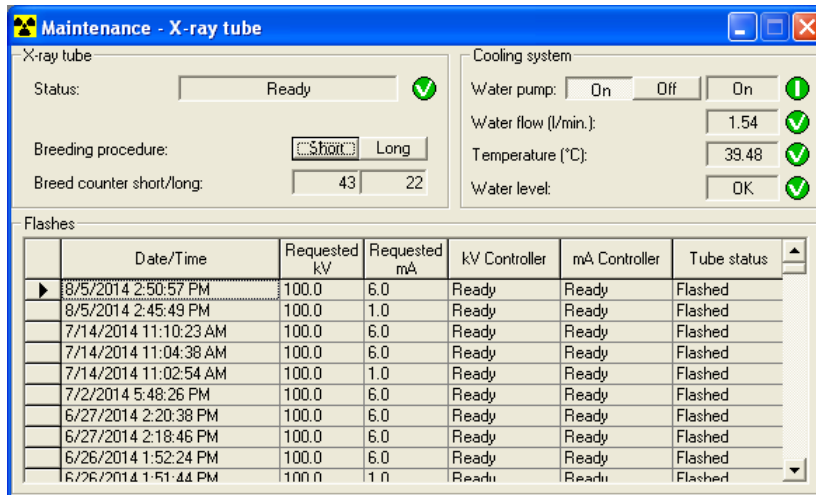 Maintenance - X-ray tube
X-ray tube
Status: Ready
Breeding procedure: Short Long
Breed counter short/long: 43 22
Cooling system
Water pump: On Off On
Water flow (l/min.): 1.54
Temperature (°C): 39.48
Water level: OK
Flashes
Date/Time Requested kV Requested mA kV Controller mA Controller Tube status
8/5/2014 2:50:57 PM 100.0 6.0 Ready Ready Flashed
8/5/2014 2:45:49 PM 100.0 1.0 Ready Ready Flashed
7/14/2014 11:10:23 AM 100.0 6.0 Ready Ready Flashed
7/14/2014 11:04:38 AM 100.0 6.0 Ready Ready Flashed
7/14/2014 11:02:54 AM 100.0 1.0 Ready Ready Flashed
7/2/2014 5:48:26 PM 100.0 6.0 Ready Ready Flashed
6/27/2014 2:20:38 PM 100.0 6.0 Ready Ready Flashed
6/27/2014 2:18:46 PM 100.0 6.0 Ready Ready Flashed
6/26/2014 1:52:24 PM 100.0 6.0 Ready Ready Flashed
6/26/2014 1:51:44 PM 100.0 1.0 Ready Ready Flashed